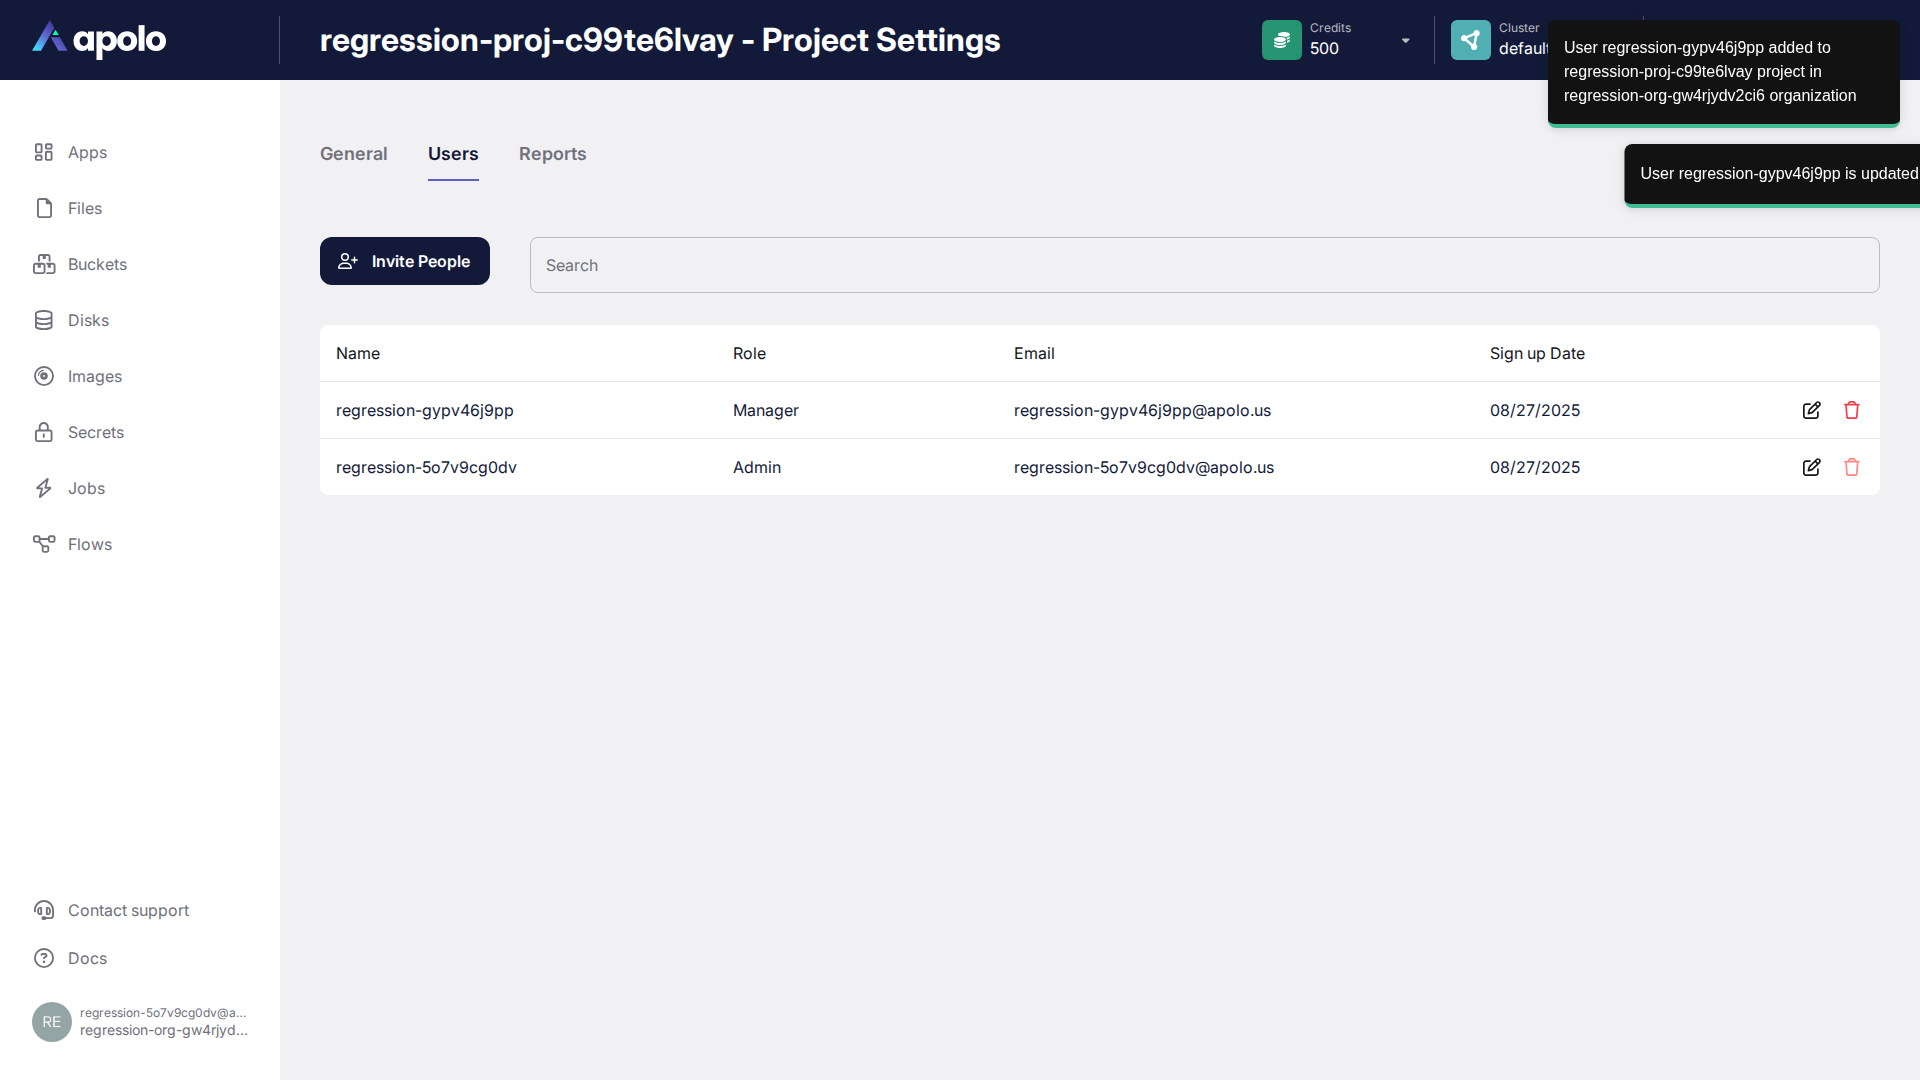 apolo
regression-proj-c99te6lvay - Project Settings
Credits
500
Cluster
default
User regression-gypv46j9pp added to
regression-proj-c99te6lvay project in
regression-org-gw4rjydv2ci6 organization
User regression-gypv46j9pp is updated
Apps
Files
Buckets
Disks
Images
Secrets
Jobs
Flows
General
Users
Reports
Invite People
Search
Name Role Email Sign up Date
regression-gypv46j9pp Manager regression-gypv46j9pp@apolo.us 08/27/2025
regression-5o7v9cg0dv Admin regression-5o7v9cg0dv@apolo.us 08/27/2025
Contact support
Docs
RE
regression-5o7v9cg0dv@a...
regression-org-gw4rjyd...